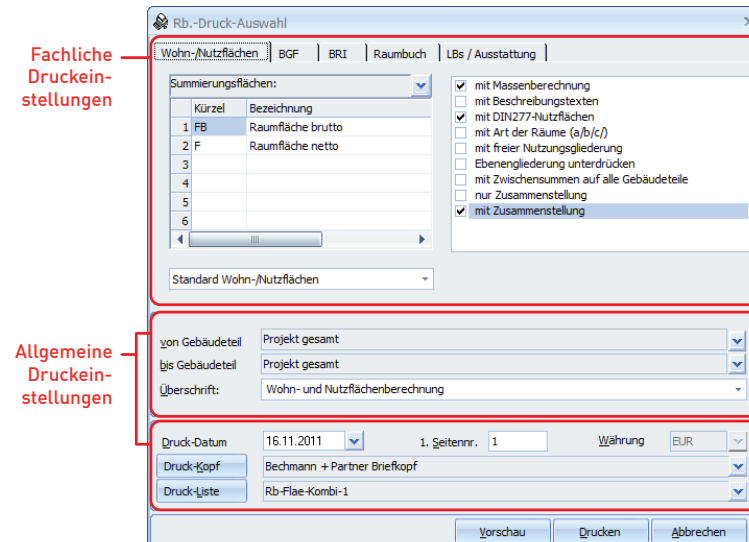 Rb.-Druck-Auswahl
Fachliche
Druckein-
stellungen
Wohn-/Nutzflächen BGF BRI Raumbuch LBs / Ausstattung
Summierungsflächen:
Kürzel Bezeichnung
1 FB Raumfläche brutto
2 F Raumfläche netto
3
4
5
6
mit Massenberechnung
mit Beschreibungstexten
mit DIN277-Nutzflächen
mit Art der Räume (a/b/c/)
mit freier Nutzungsgliederung
Ebenengliederung unterdrücken
mit Zwischensummen auf alle Gebäudeteile
nur Zusammenstellung
mit Zusammenstellung
Standard Wohn-/Nutzflächen
Allgemeine
Druckein-
stellungen
von Gebäudeteil Projekt gesamt
bis Gebäudeteil Projekt gesamt
Überschrift: Wohn- und Nutzflächenberechnung
Druck-Datum 16.11.2011 1. Seitennr. 1 Währung EUR
Druck-Kopf Bechmann + Partner Briefkopf
Druck-Liste Rb-Flae-Kombi-1
Vorschau Drucken Abbrechen